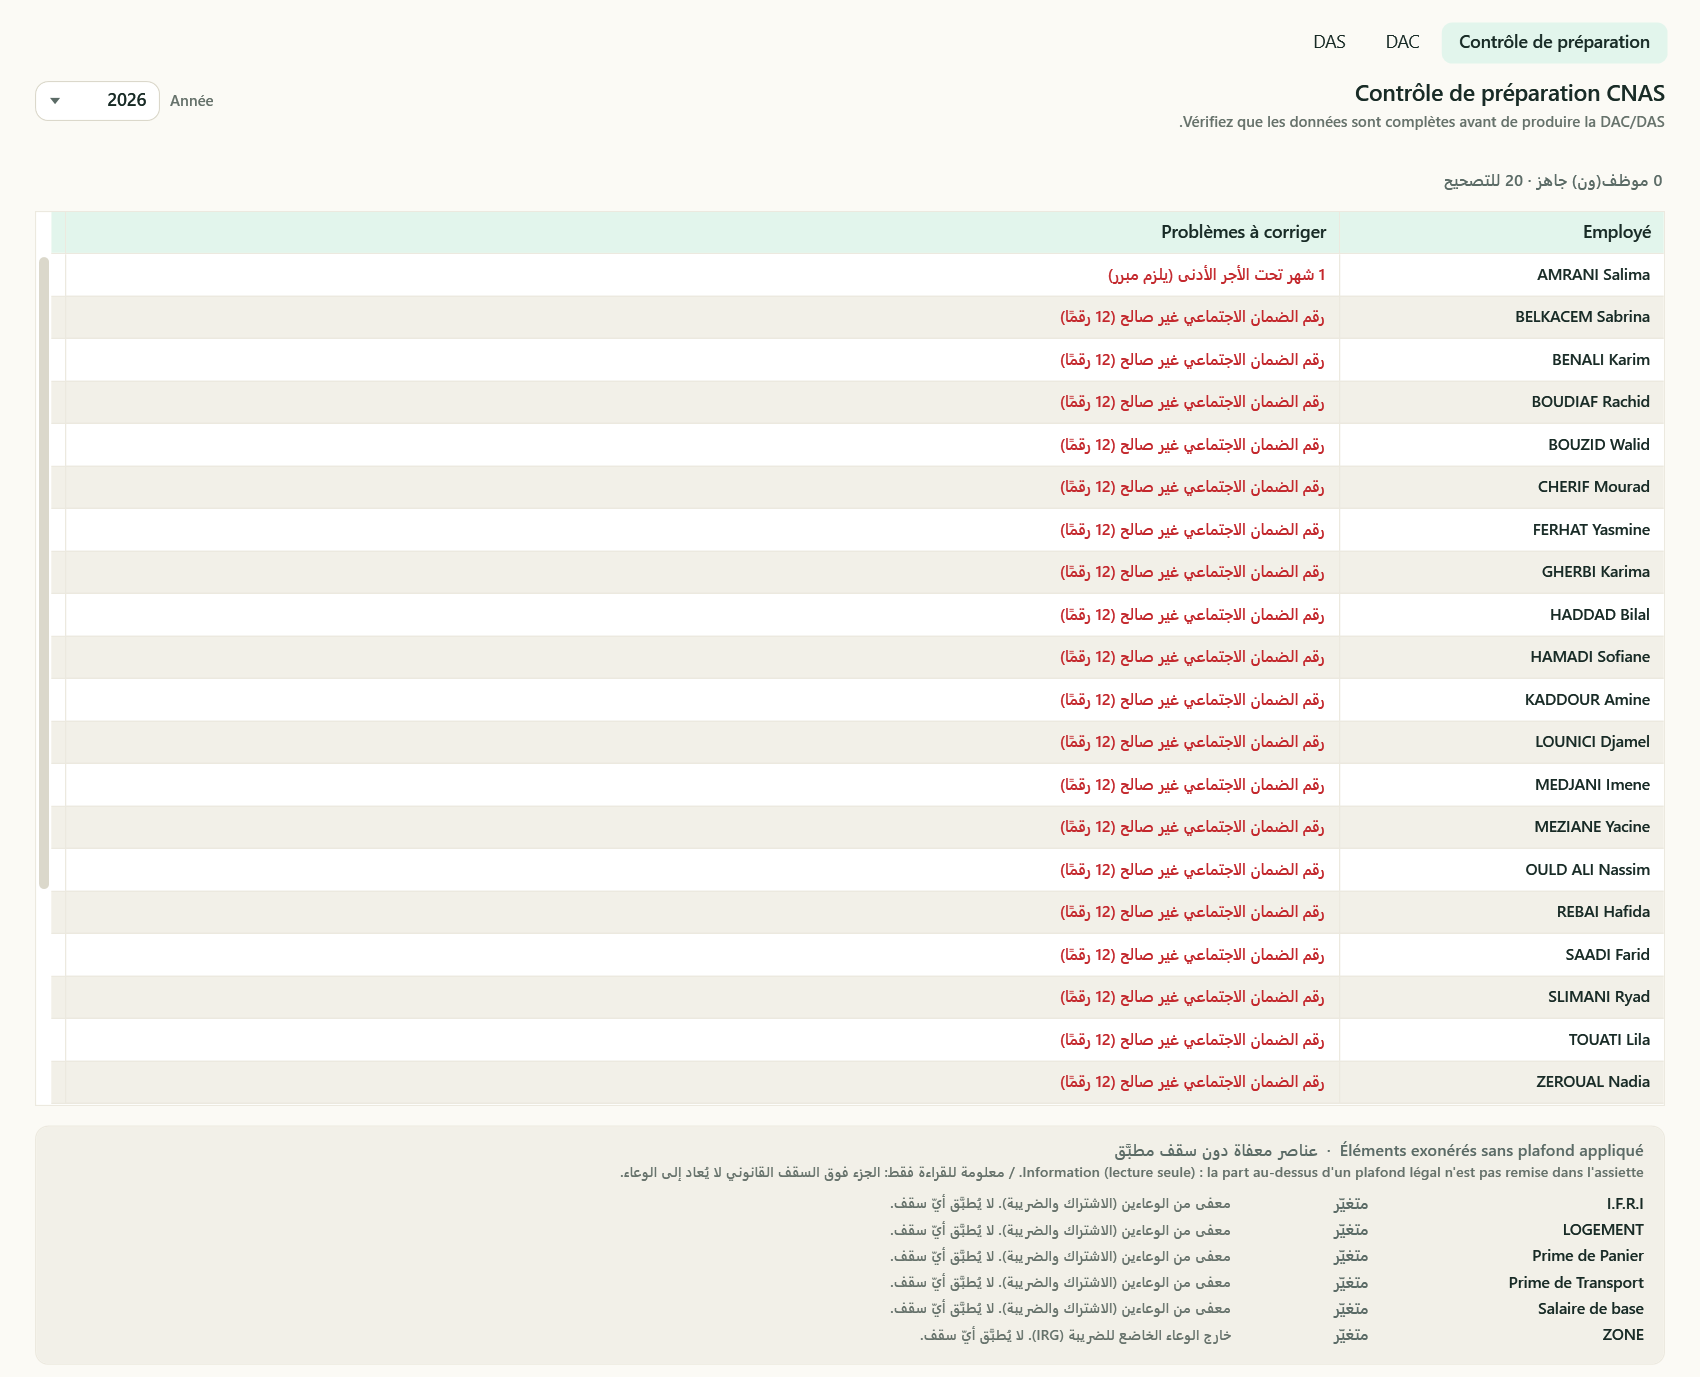 Contrôle de préparation DAC DAS
Contrôle de préparation CNAS
Année 2026
Vérifiez que les données sont complètes avant de produire la DAC/DAS.
0 موظف(ون) جاهز · 20 للتصحيح
Employé Problèmes à corriger
AMRANI Salima 1 شهر تحت الأجر الأدنى (يلزم مبرر)
BELKACEM Sabrina رقم الضمان الاجتماعي غير صالح (12 رقمًا)
BENALI Karim رقم الضمان الاجتماعي غير صالح (12 رقمًا)
BOUDIAF Rachid رقم الضمان الاجتماعي غير صالح (12 رقمًا)
BOUZID Walid رقم الضمان الاجتماعي غير صالح (12 رقمًا)
CHERIF Mourad رقم الضمان الاجتماعي غير صالح (12 رقمًا)
FERHAT Yasmine رقم الضمان الاجتماعي غير صالح (12 رقمًا)
GHERBI Karima رقم الضمان الاجتماعي غير صالح (12 رقمًا)
HADDAD Bilal رقم الضمان الاجتماعي غير صالح (12 رقمًا)
HAMADI Sofiane رقم الضمان الاجتماعي غير صالح (12 رقمًا)
KADDOUR Amine رقم الضمان الاجتماعي غير صالح (12 رقمًا)
LOUNICI Djamel رقم الضمان الاجتماعي غير صالح (12 رقمًا)
MEDJANI Imene رقم الضمان الاجتماعي غير صالح (12 رقمًا)
MEZIANE Yacine رقم الضمان الاجتماعي غير صالح (12 رقمًا)
OULD ALI Nassim رقم الضمان الاجتماعي غير صالح (12 رقمًا)
REBAI Hafida رقم الضمان الاجتماعي غير صالح (12 رقمًا)
SAADI Farid رقم الضمان الاجتماعي غير صالح (12 رقمًا)
SLIMANI Ryad رقم الضمان الاجتماعي غير صالح (12 رقمًا)
TOUATI Lila رقم الضمان الاجتماعي غير صالح (12 رقمًا)
ZEROUAL Nadia رقم الضمان الاجتماعي غير صالح (12 رقمًا)
Éléments exonérés sans plafond appliqué · عناصر معفاة دون سقف مطبَّق
Information (lecture seule) : la part au-dessus d'un plafond légal n'est pas remise dans l'assiette. / معلومة للقراءة فقط: الجزء فوق السقف القانوني لا يُعاد إلى الوعاء.
I.F.R.I متغيّر معفى من الوعاءين (الاشتراك والضريبة). لا يُطبَّق أيّ سقف.
LOGEMENT متغيّر معفى من الوعاءين (الاشتراك والضريبة). لا يُطبَّق أيّ سقف.
Prime de Panier متغيّر معفى من الوعاءين (الاشتراك والضريبة). لا يُطبَّق أيّ سقف.
Prime de Transport متغيّر معفى من الوعاءين (الاشتراك والضريبة). لا يُطبَّق أيّ سقف.
Salaire de base متغيّر معفى من الوعاءين (الاشتراك والضريبة). لا يُطبَّق أيّ سقف.
ZONE متغيّر خارج الوعاء الخاضع للضريبة (IRG). لا يُطبَّق أيّ سقف.